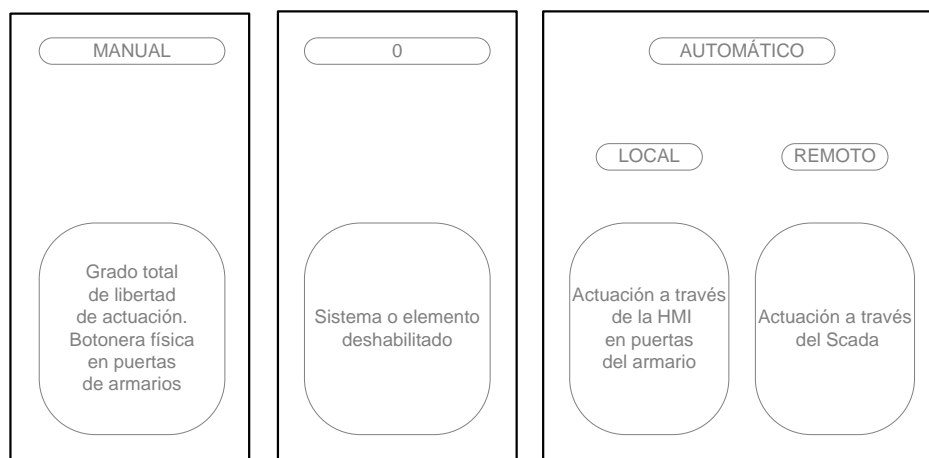 MANUAL
Grado total
de libertad
de actuación.
Botonera física
en puertas
de armarios
0
Sistema o elemento
deshabilitado
AUTOMÁTICO
LOCAL
Actuación a través
de la HMI
en puertas
del armario
REMOTO
Actuación a través
del Scada